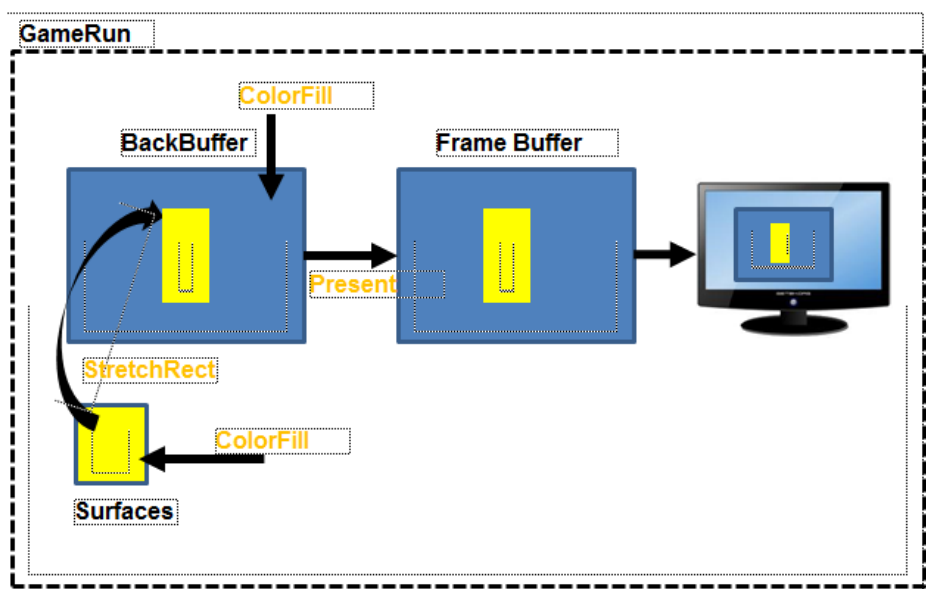 GameRun
ColorFill
BackBuffer
Frame Buffer
Present
StretchRect
ColorFill
Surfaces